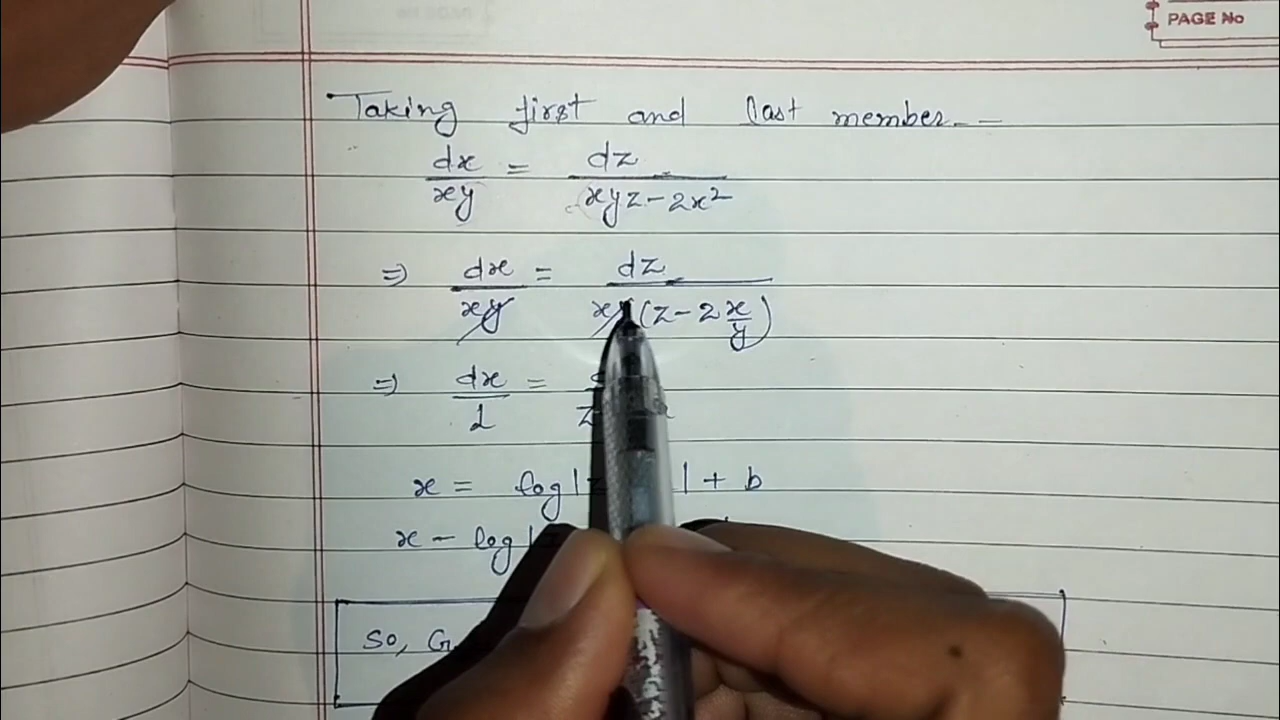 PAGE No
Taking first and last member --
dx/xy = dz/(xyz - 2x²)
⇒ dx/xy = dz/(xy(z - 2x/y))
⇒ dx/1 =
x = log| | + b
x - log|
So,